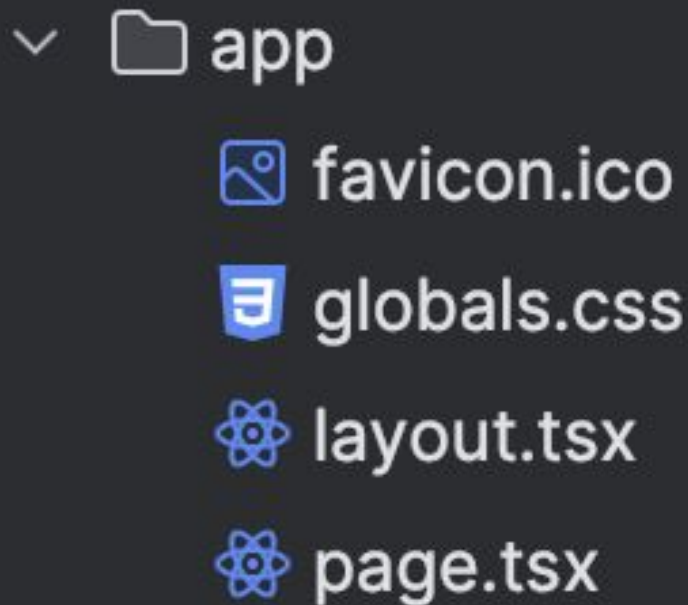 app
favicon.ico
globals.css
layout.tsx
page.tsx